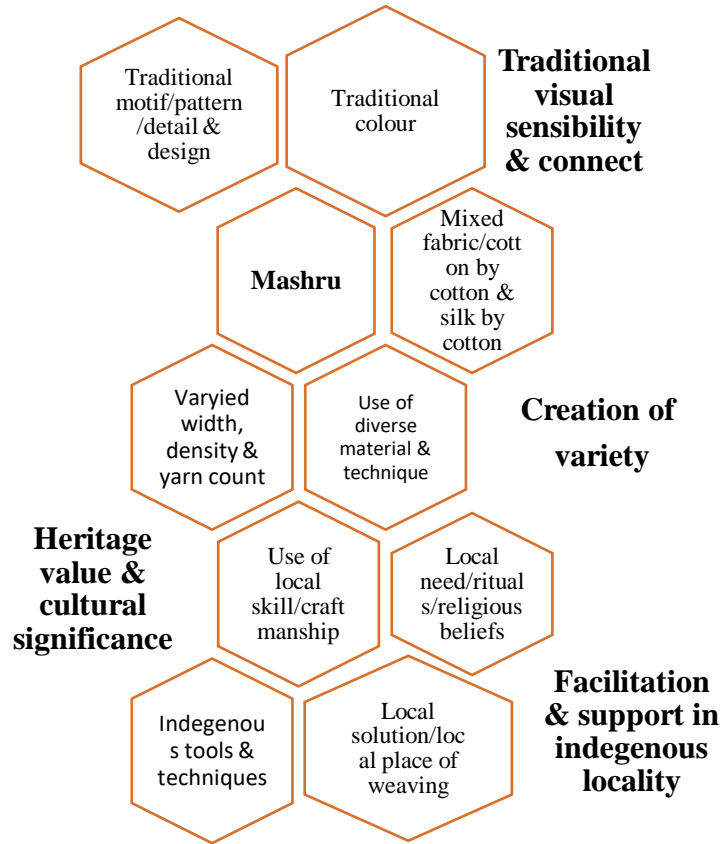 Traditional
motif/pattern
/detail &
design
Traditional
colour
Traditional
visual
sensibility
& connect
Mashru
Mixed
fabric/cott
on by
cotton &
silk by
cotton
Varyied
width,
density &
yarn count
Use of
diverse
material &
technique
Creation of
variety
Heritage
value &
cultural
significance
Use of
local
skill/craft
manship
Local
need/ritual
s/religious
beliefs
Indegenou
s tools &
techniques
Local
solution/loc
al place of
weaving
Facilitation
& support in
indegenous
locality